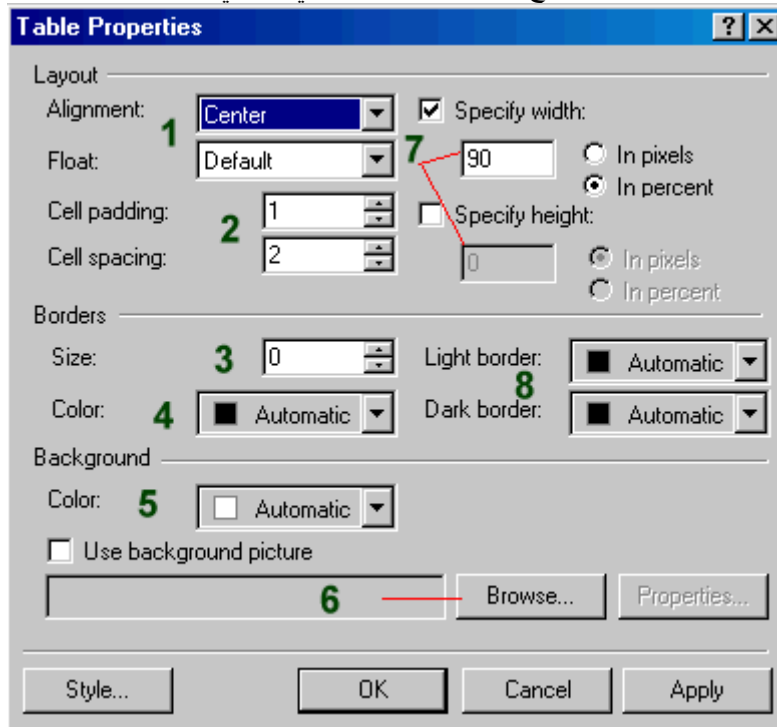 Table Properties
Layout
Alignment: 1 Center
Specify width:
Float: Default 7 90 In pixels
In percent
Cell padding: 2 1
Specify height:
Cell spacing: 2 0 In pixels
In percent
Borders
Size: 3 0 Light border: Automatic
8
Color: 4 Automatic Dark border: Automatic
Background
Color: 5 Automatic
Use background picture
6 Browse... Properties...
Style... OK Cancel Apply